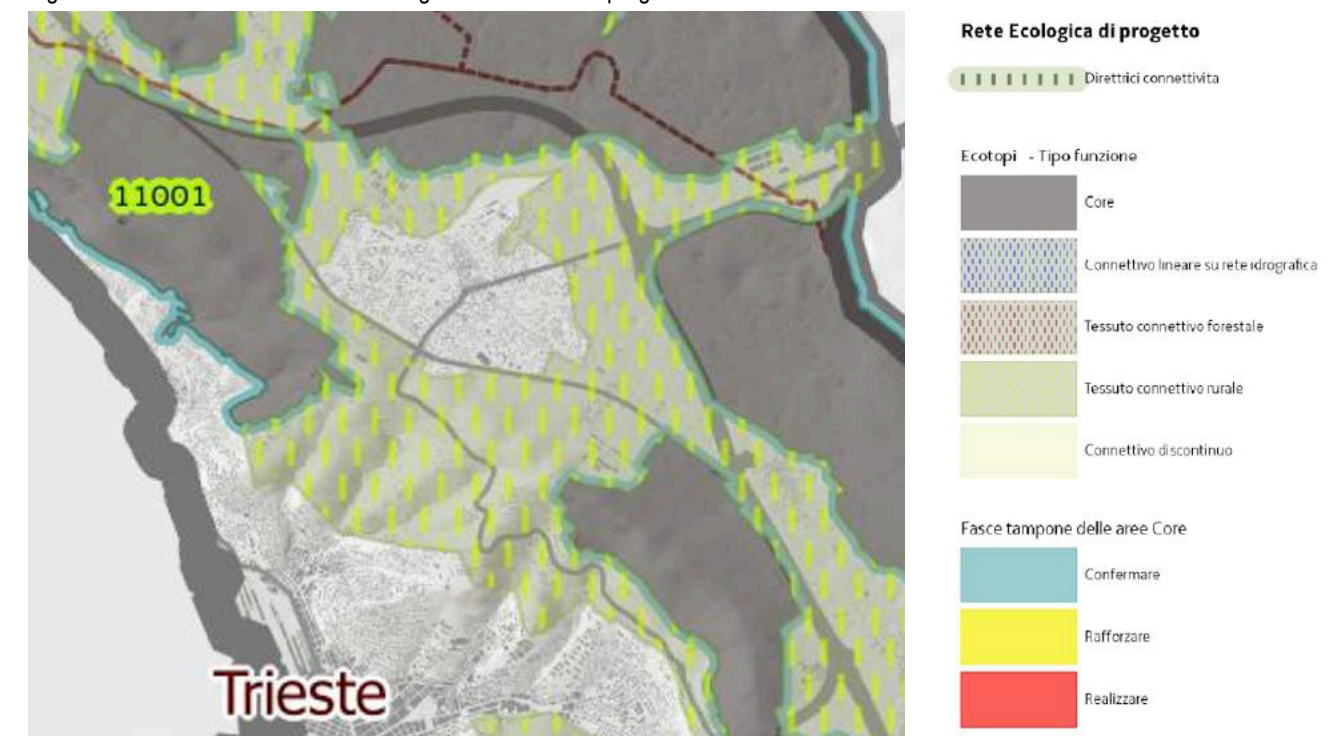 11001
Trieste
Rete Ecologica di progetto
Direttrici connettivita
Ecotopi - Tipo funzione
Core
Connettivo lineare su rete idrografica
Tessuto connettivo forestale
Tessuto connettivo rurale
Connettivo discontinuo
Fasce tampone delle aree Core
Confermare
Rafforzare
Realizzare